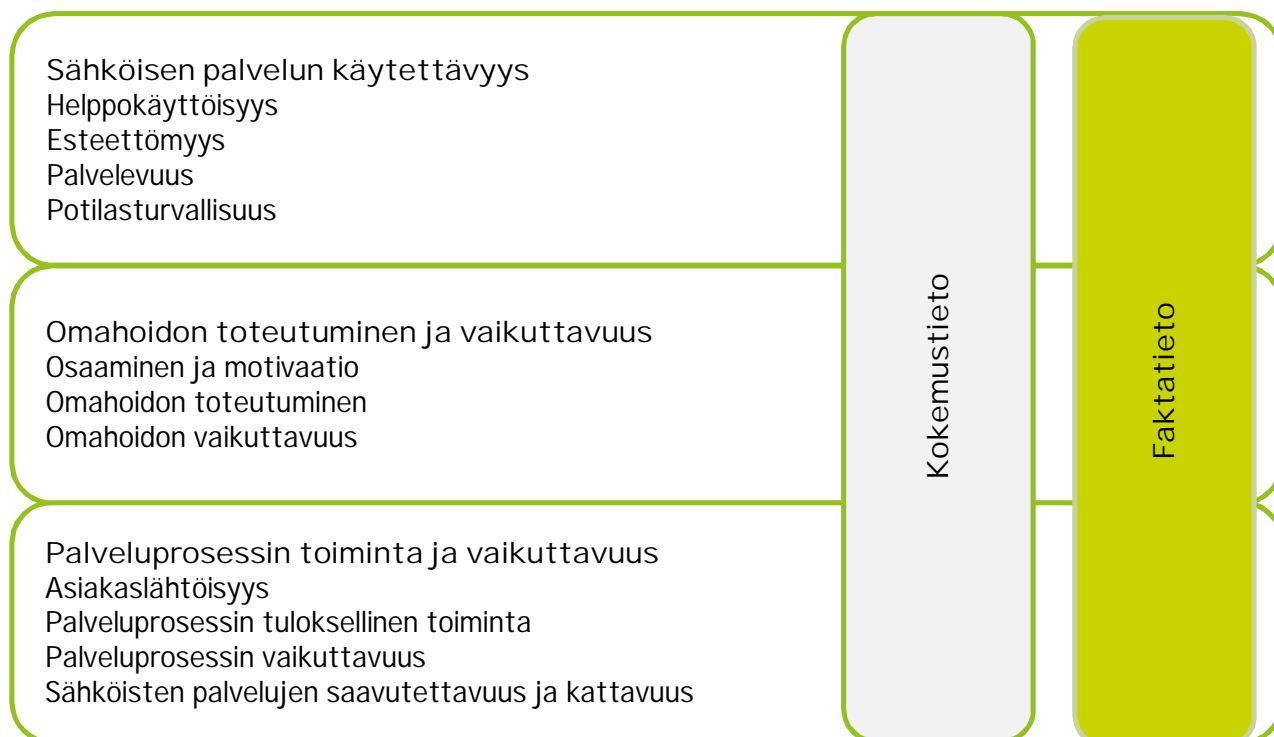 Sähköisen palvelun käytettävyys
Helppokäyttöisyys
Esteettömyys
Palvelevuus
Potilasturvallisuus
Omahoidon toteutuminen ja vaikuttavuus
Osaaminen ja motivaatio
Omahoidon toteutuminen
Omahoidon vaikuttavuus
Palveluprosessin toiminta ja vaikuttavuus
Asiakaslähtöisyys
Palveluprosessin tuloksellinen toiminta
Palveluprosessin vaikuttavuus
Sähköisten palvelujen saavutettavuus ja kattavuus
Kokemustieto
Faktatieto